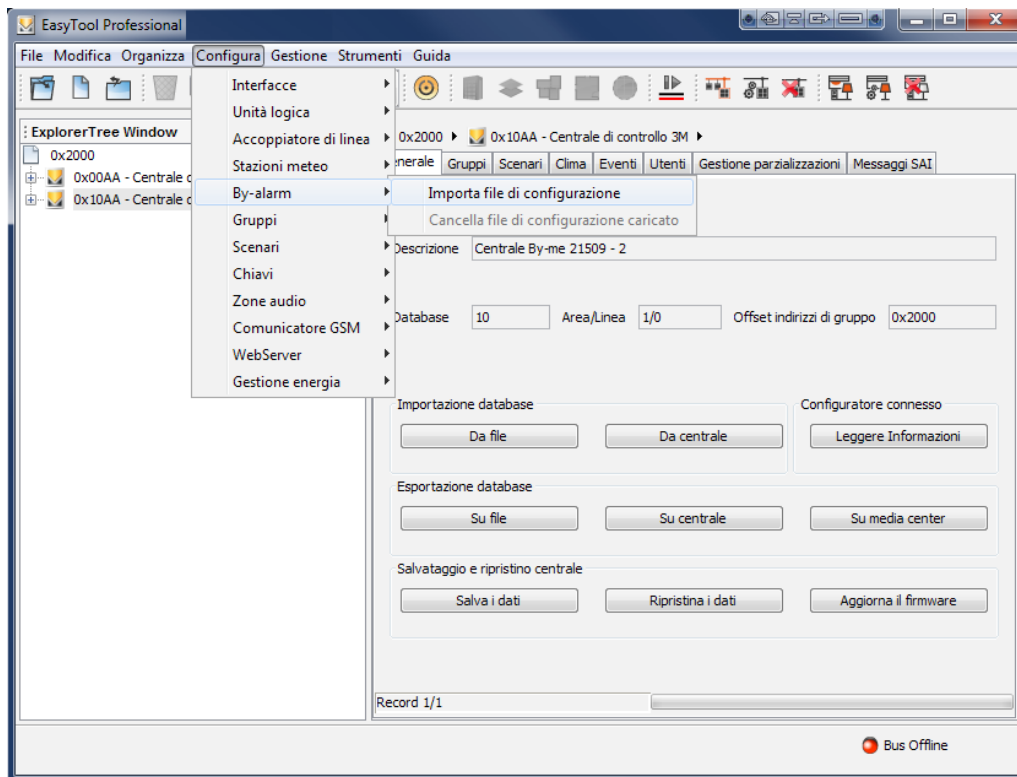 EasyTool Professional
File Modifica Organizza Configura Gestione Strumenti Guida
ExplorerTree Window
0x2000
0x00AA - Centrale c
0x10AA - Centrale c
Interfacce
Unità logica
Accoppiatore di linea
Stazioni meteo
By-alarm
Gruppi
Scenari
Chiavi
Zone audio
Comunicatore GSM
WebServer
Gestione energia
Importa file di configurazione
Cancella file di configurazione caricato
0x2000 0x10AA - Centrale di controllo 3M
enerale Gruppi Scenari Clima Eventi Utenti Gestione parzializzazioni Messaggi SAI
Descrizione Centrale By-me 21509 - 2
Database 10 Area/Linea 1/0 Offset indirizzi di gruppo 0x2000
Importazione database Configuratore connesso
Da file Da centrale Leggere Informazioni
Esportazione database
Su file Su centrale Su media center
Salvataggio e ripristino centrale
Salva i dati Ripristina i dati Aggiorna il firmware
Record 1/1
Bus Offline